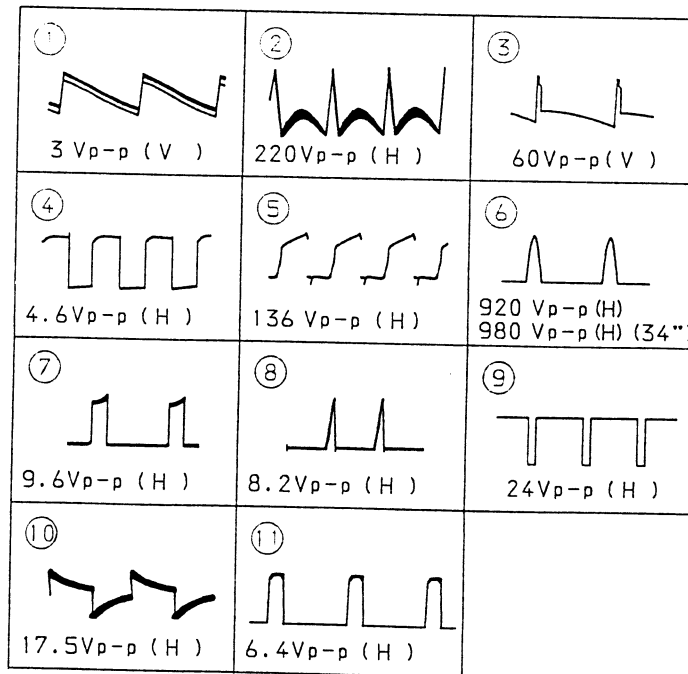 ①
3 Vp-p ( V )
②
220Vp-p ( H )
③
60Vp-p( V )
④
4.6Vp-p ( H )
⑤
136 Vp-p ( H )
⑥
920 Vp-p (H)
980 Vp-p (H) (34")
⑦
9.6Vp-p ( H )
⑧
8.2Vp-p ( H )
⑨
24Vp-p ( H )
⑩
17.5Vp-p ( H )
⑪
6.4Vp-p ( H )